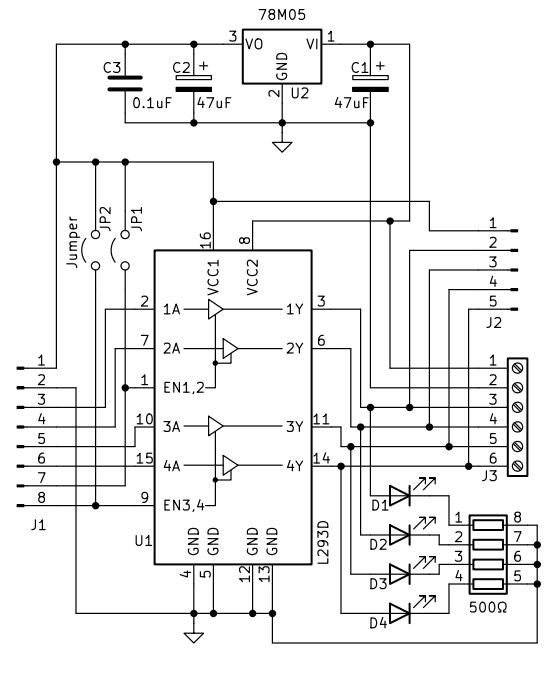 78M05
3 VO VI 1
GND
2 U2
C3
0.1uF
C2 +
47uF
C1 +
47uF
Jumper
JP2
JP1
16
8
VCC1
VCC2
2 1A 1Y 3
7 2A 2Y 6
1 EN1,2
10 3A 3Y 11
15 4A 4Y 14
9 EN3,4
U1
GND
GND
GND
GND
L293D
4
5
12
13
1
2
3
4
5
6
7
8
J1
1
2
3
4
5
J2
1
2
3
4
5
6
J3
D1
D2
D3
D4
1 8
2 7
3 6
4 5
500Ω